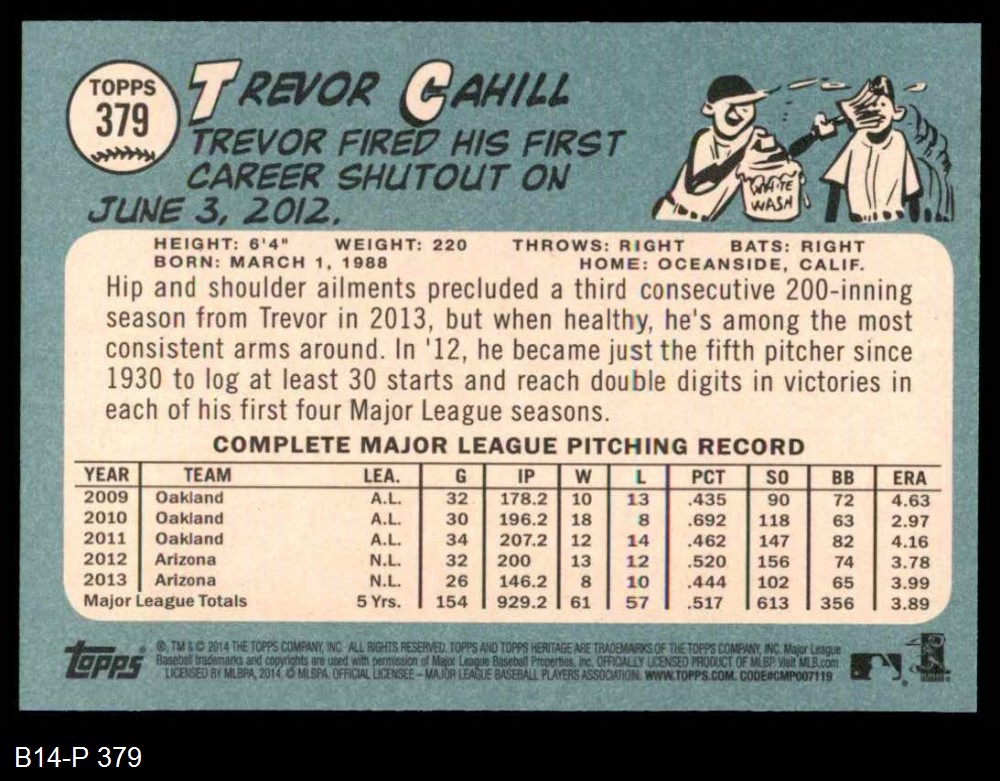 TOPPS
379
TREVOR CAHILL
TREVOR FIRED HIS FIRST
CAREER SHUTOUT ON
JUNE 3, 2012.
WHITE
WASH
HEIGHT: 6'4" WEIGHT: 220 THROWS: RIGHT BATS: RIGHT
BORN: MARCH 1, 1988 HOME: OCEANSIDE, CALIF.
Hip and shoulder ailments precluded a third consecutive 200-inning
season from Trevor in 2013, but when healthy, he's among the most
consistent arms around. In '12, he became just the fifth pitcher since
1930 to log at least 30 starts and reach double digits in victories in
each of his first four Major League seasons.
COMPLETE MAJOR LEAGUE PITCHING RECORD
YEAR TEAM LEA. G IP W L PCT SO BB ERA
2009 Oakland A.L. 32 178.2 10 13 .435 90 72 4.63
2010 Oakland A.L. 30 196.2 18 8 .692 118 63 2.97
2011 Oakland A.L. 34 207.2 12 14 .462 147 82 4.16
2012 Arizona N.L. 32 200 13 12 .520 156 74 3.78
2013 Arizona N.L. 26 146.2 8 10 .444 102 65 3.99
Major League Totals 5 Yrs. 154 929.2 61 57 .517 613 356 3.89
topps
®, TM & © 2014 THE TOPPS COMPANY, INC. ALL RIGHTS RESERVED. TOPPS AND TOPPS HERITAGE ARE TRADEMARKS OF THE TOPPS COMPANY, INC. Major League
Baseball trademarks and copyrights are used with permission of Major League Baseball Properties, Inc. OFFICIALLY LICENSED PRODUCT OF MLBP Visit MLB.com
LICENSED BY MLBPA, 2014, © MLBPA. OFFICIAL LICENSEE – MAJOR LEAGUE BASEBALL PLAYERS ASSOCIATION. WWW.TOPPS.COM. CODE#CMP007119
B14-P 379